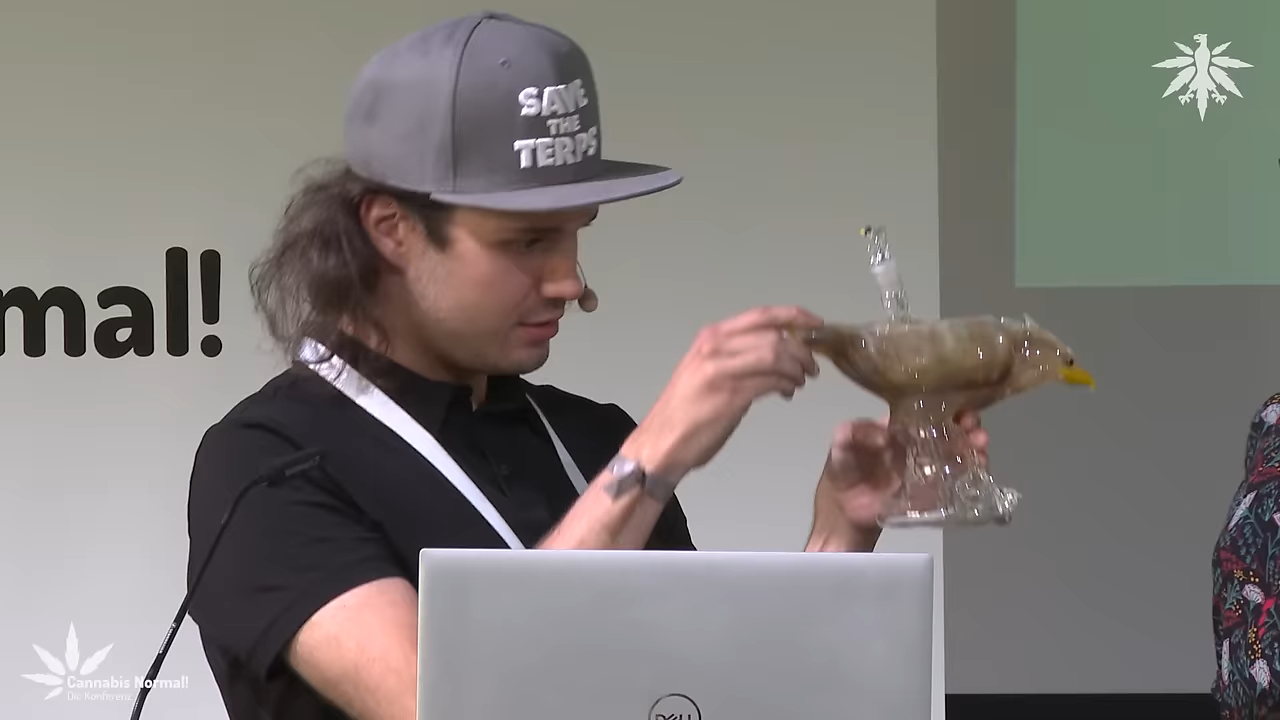 SAVE
THE
TERPS
mal!
Cannabis Normal!
Die Konferenz
DELL